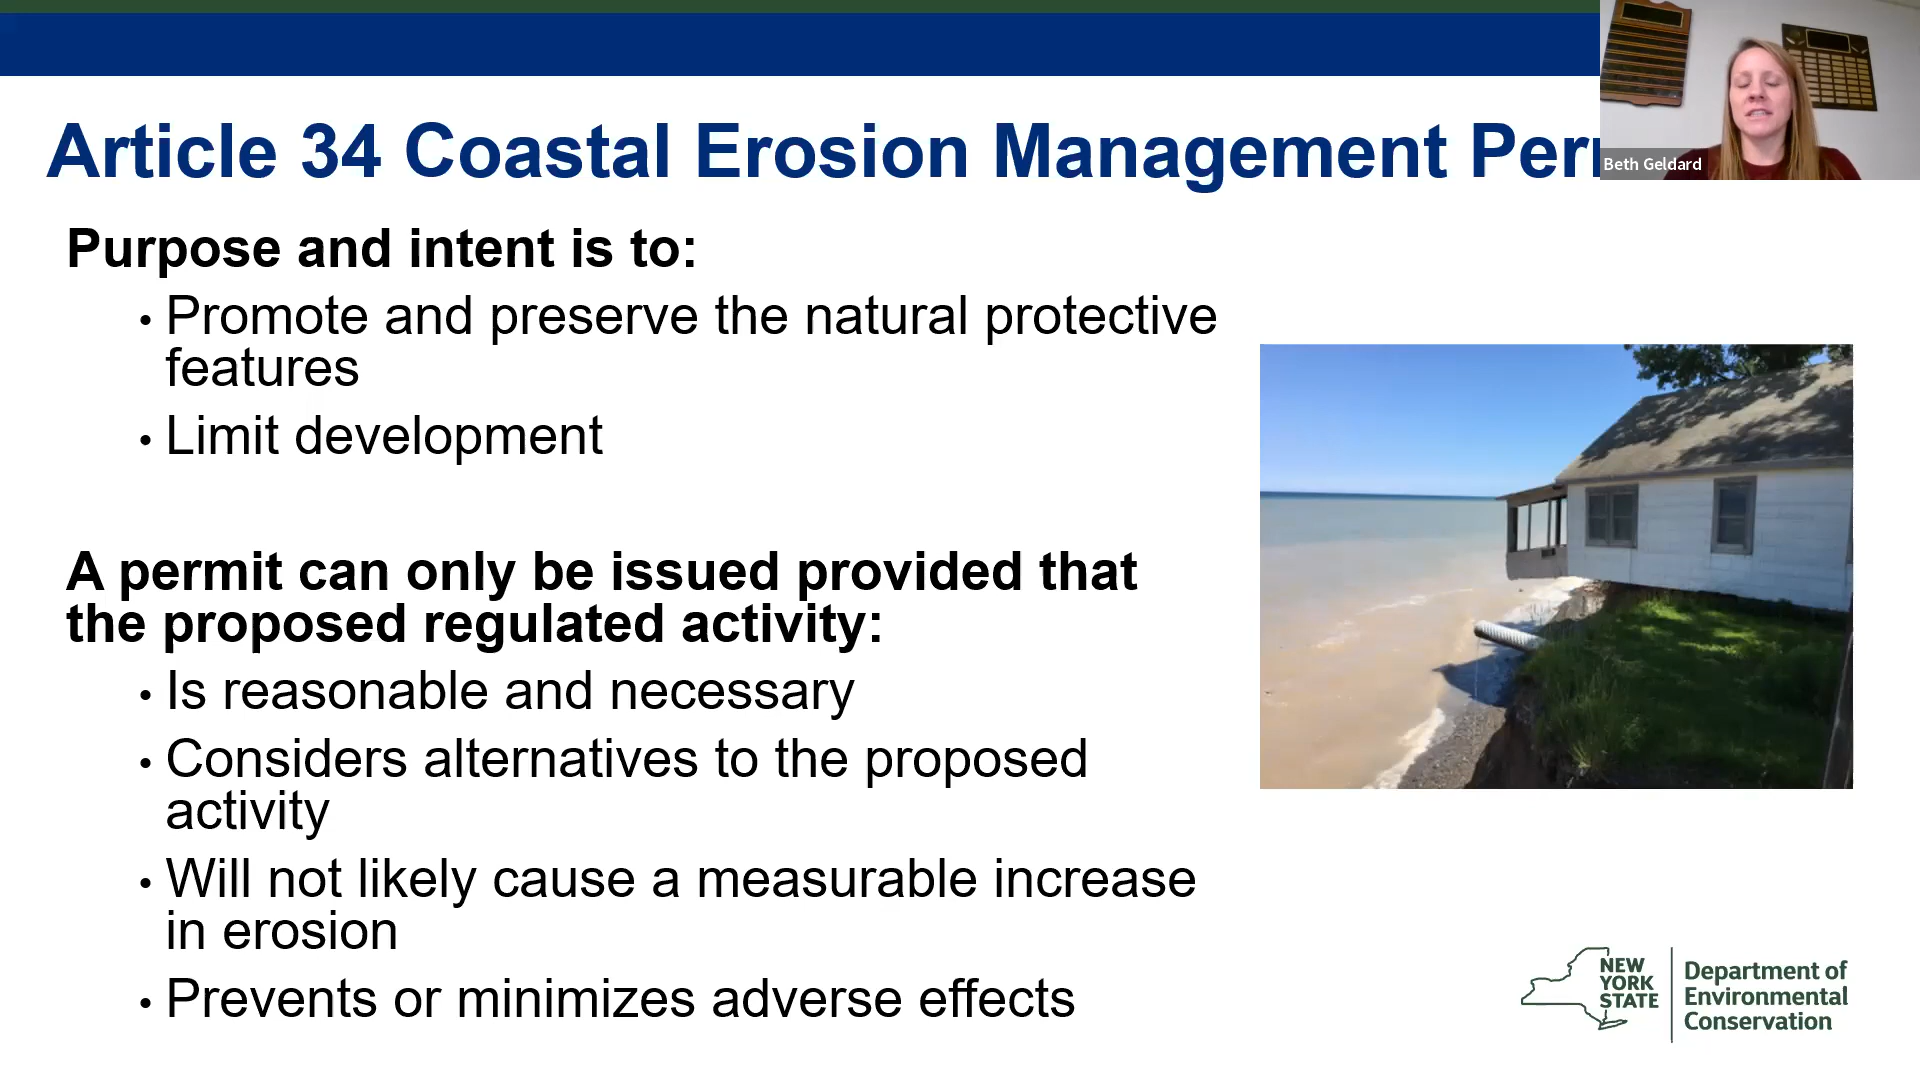 Article 34 Coastal Erosion Management Per
Beth Geldard
Purpose and intent is to:
• Promote and preserve the natural protective
features
• Limit development
A permit can only be issued provided that
the proposed regulated activity:
• Is reasonable and necessary
• Considers alternatives to the proposed
activity
• Will not likely cause a measurable increase
in erosion
• Prevents or minimizes adverse effects
NEW
YORK
STATE
Department of
Environmental
Conservation